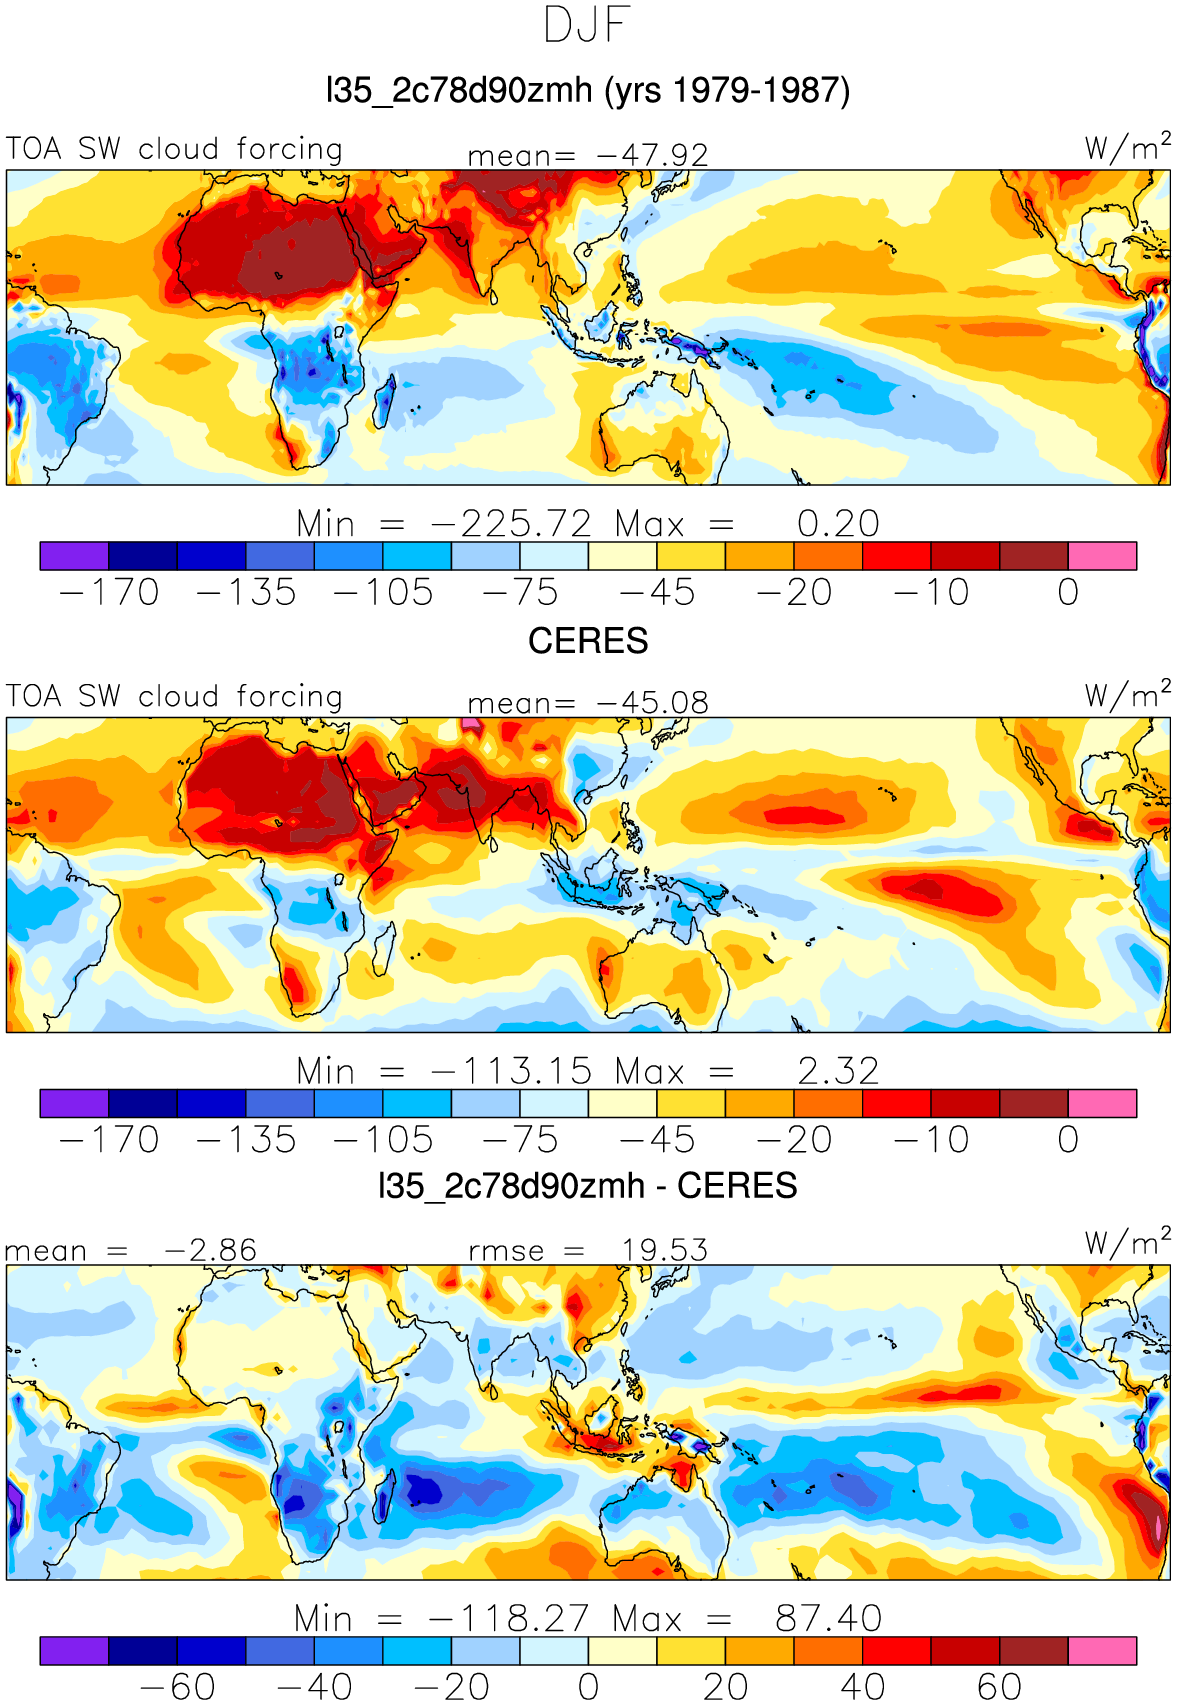 DJF
l35_2c78d90zmh (yrs 1979-1987)
TOA SW cloud forcing mean= −47.92 W/m²
Min = −225.72 Max = 0.20
−170 −135 −105 −75 −45 −20 −10 0
CERES
TOA SW cloud forcing mean= −45.08 W/m²
Min = −113.15 Max = 2.32
−170 −135 −105 −75 −45 −20 −10 0
l35_2c78d90zmh - CERES
mean = −2.86 rmse = 19.53 W/m²
Min = −118.27 Max = 87.40
−60 −40 −20 0 20 40 60